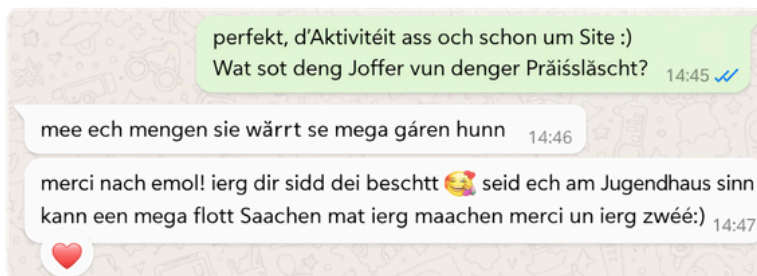 perfekt, d'Aktivitéit ass och schon um Site :)
Wat sot deng Joffer vun denger Präiśsläscht? 14:45
mee ech mengen sie wärrt se mega gáren hunn 14:46
merci nach emol! ierg dir sidd dei beschtt 🥰 seid ech am Jugendhaus sinn
kann een mega flott Saachen mat ierg maachen merci un ierg zwéé:) 14:47
❤️